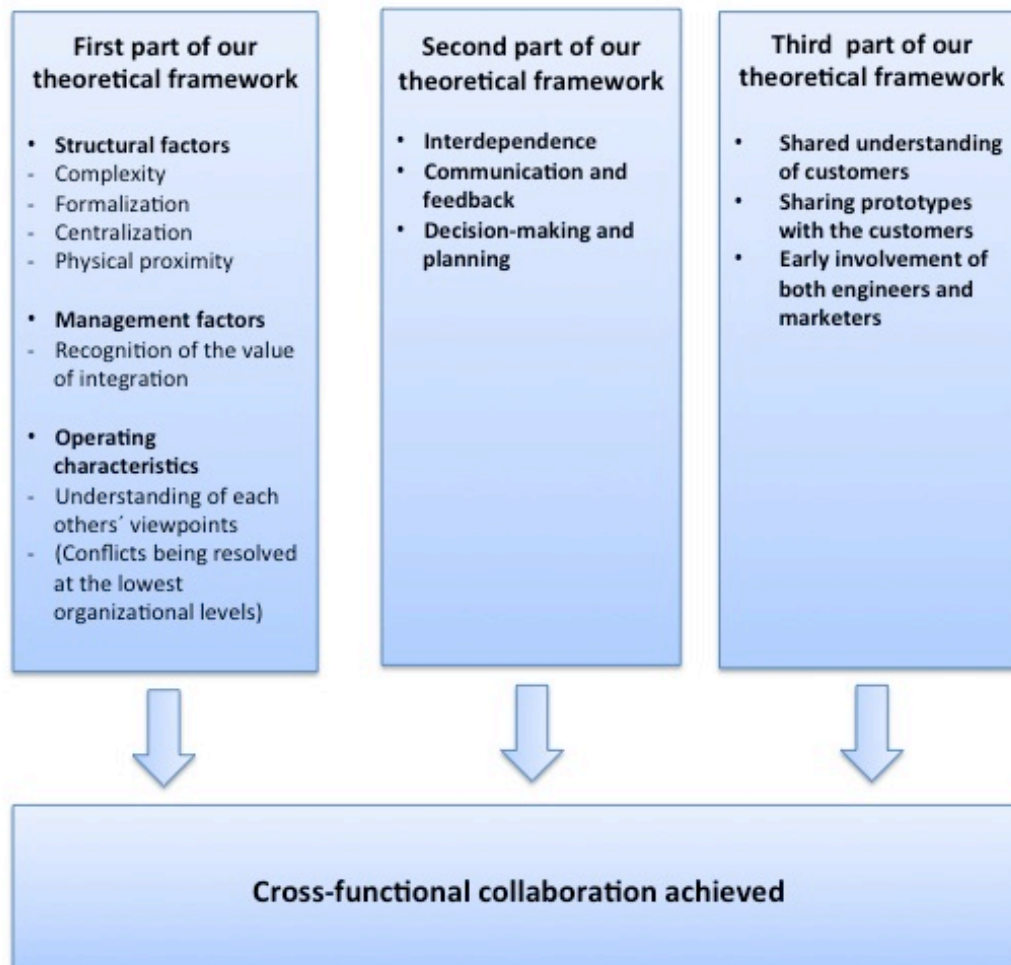 First part of our
theoretical framework
• Structural factors
- Complexity
- Formalization
- Centralization
- Physical proximity
• Management factors
- Recognition of the value
of integration
• Operating
characteristics
- Understanding of each
others´ viewpoints
- (Conflicts being resolved
at the lowest
organizational levels)
Second part of our
theoretical framework
• Interdependence
• Communication and
feedback
• Decision-making and
planning
Third part of our
theoretical framework
• Shared understanding
of customers
• Sharing prototypes
with the customers
• Early involvement of
both engineers and
marketers
Cross-functional collaboration achieved